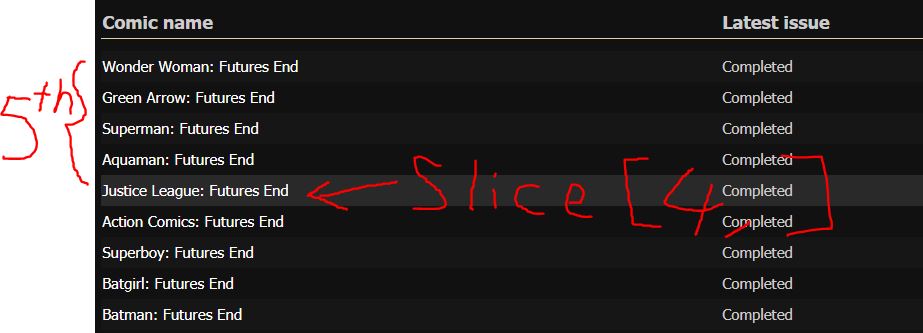 Comic name Latest issue
Wonder Woman: Futures End Completed
Green Arrow: Futures End Completed
5th{
Superman: Futures End Completed
Aquaman: Futures End Completed
Justice League: Futures End Completed
Slice [4,]
Action Comics: Futures End Completed
Superboy: Futures End Completed
Batgirl: Futures End Completed
Batman: Futures End Completed